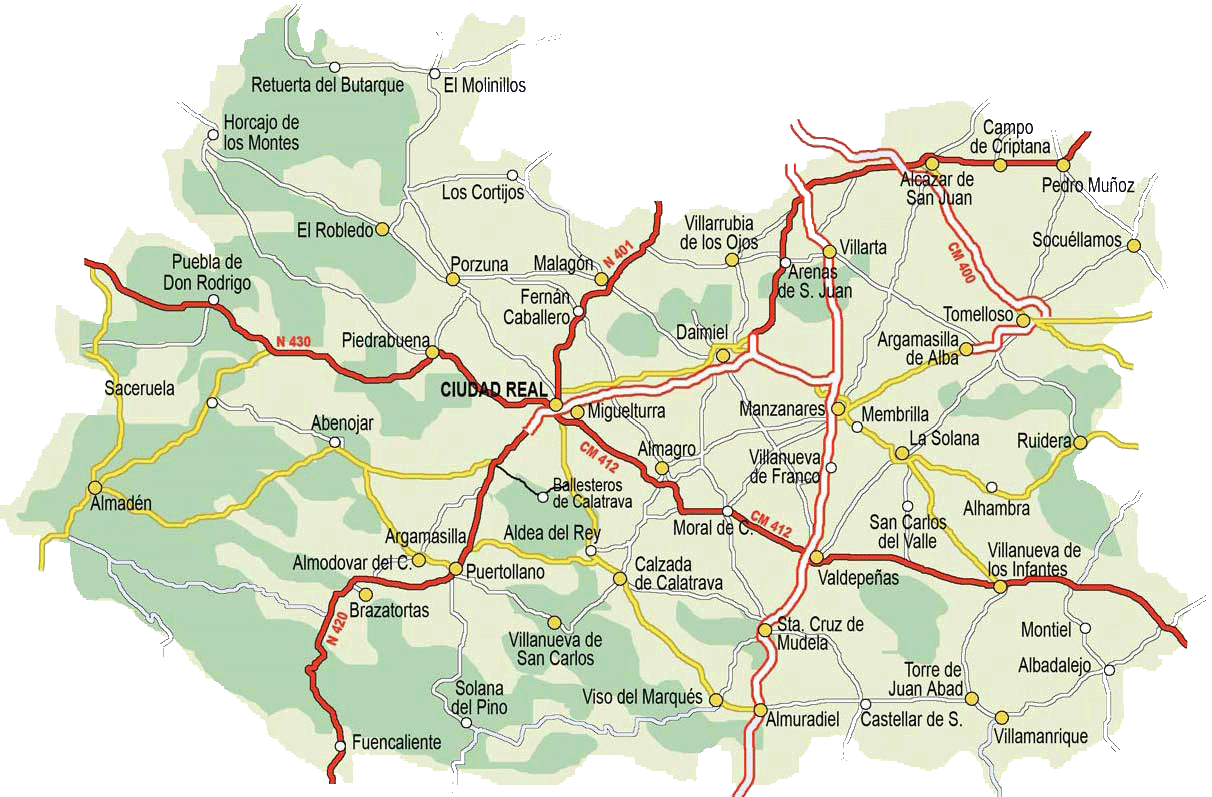 Retuerta del Butarque
El Molinillos
Horcajo de
los Montes
Campo
de Criptana
Los Cortijos
Alcázar de
San Juan
Pedro Muñoz
El Robledo
Villarrubia
de los Ojos
N 401
Villarta
CM 400
Socuéllamos
Puebla de
Don Rodrigo
Porzuna
Malagón
Arenas
de S. Juan
Fernán
Caballero
Tomelloso
Piedrabuena
N 430
Daimiel
Argamasilla
de Alba
Saceruela
CIUDAD REAL
Miguelturra
Manzanares
Membrilla
Abenojar
La Solana
Ruidera
CM 412
Almagro
Villanueva
de Franco
Almadén
Ballesteros
de Calatrava
Alhambra
Argamasilla
Aldea del Rey
Moral de C.
CM 412
San Carlos
del Valle
Almodovar del C.
Puertollano
Calzada
de Calatrava
Valdepeñas
Villanueva de
los Infantes
Brazatortas
N 420
Villanueva de
San Carlos
Sta. Cruz de
Mudela
Montiel
Albadalejo
Solana
del Pino
Viso del Marqués
Torre de
Juan Abad
Almuradiel
Castellar de S.
Villamanrique
Fuencaliente